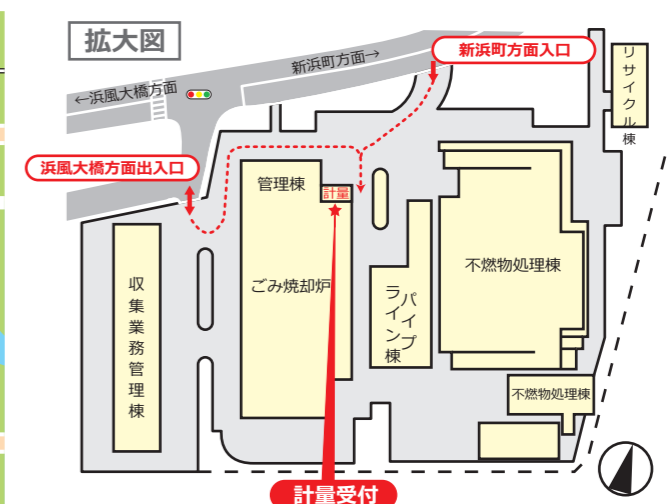 拡大図
新浜町方面→
新浜町方面入口
←浜風大橋方面
リサイクル棟
浜風大橋方面出入口
管理棟
計量
ごみ焼却炉
収集業務管理棟
パイプ
ライン棟
不燃物処理棟
不燃物処理棟
計量受付